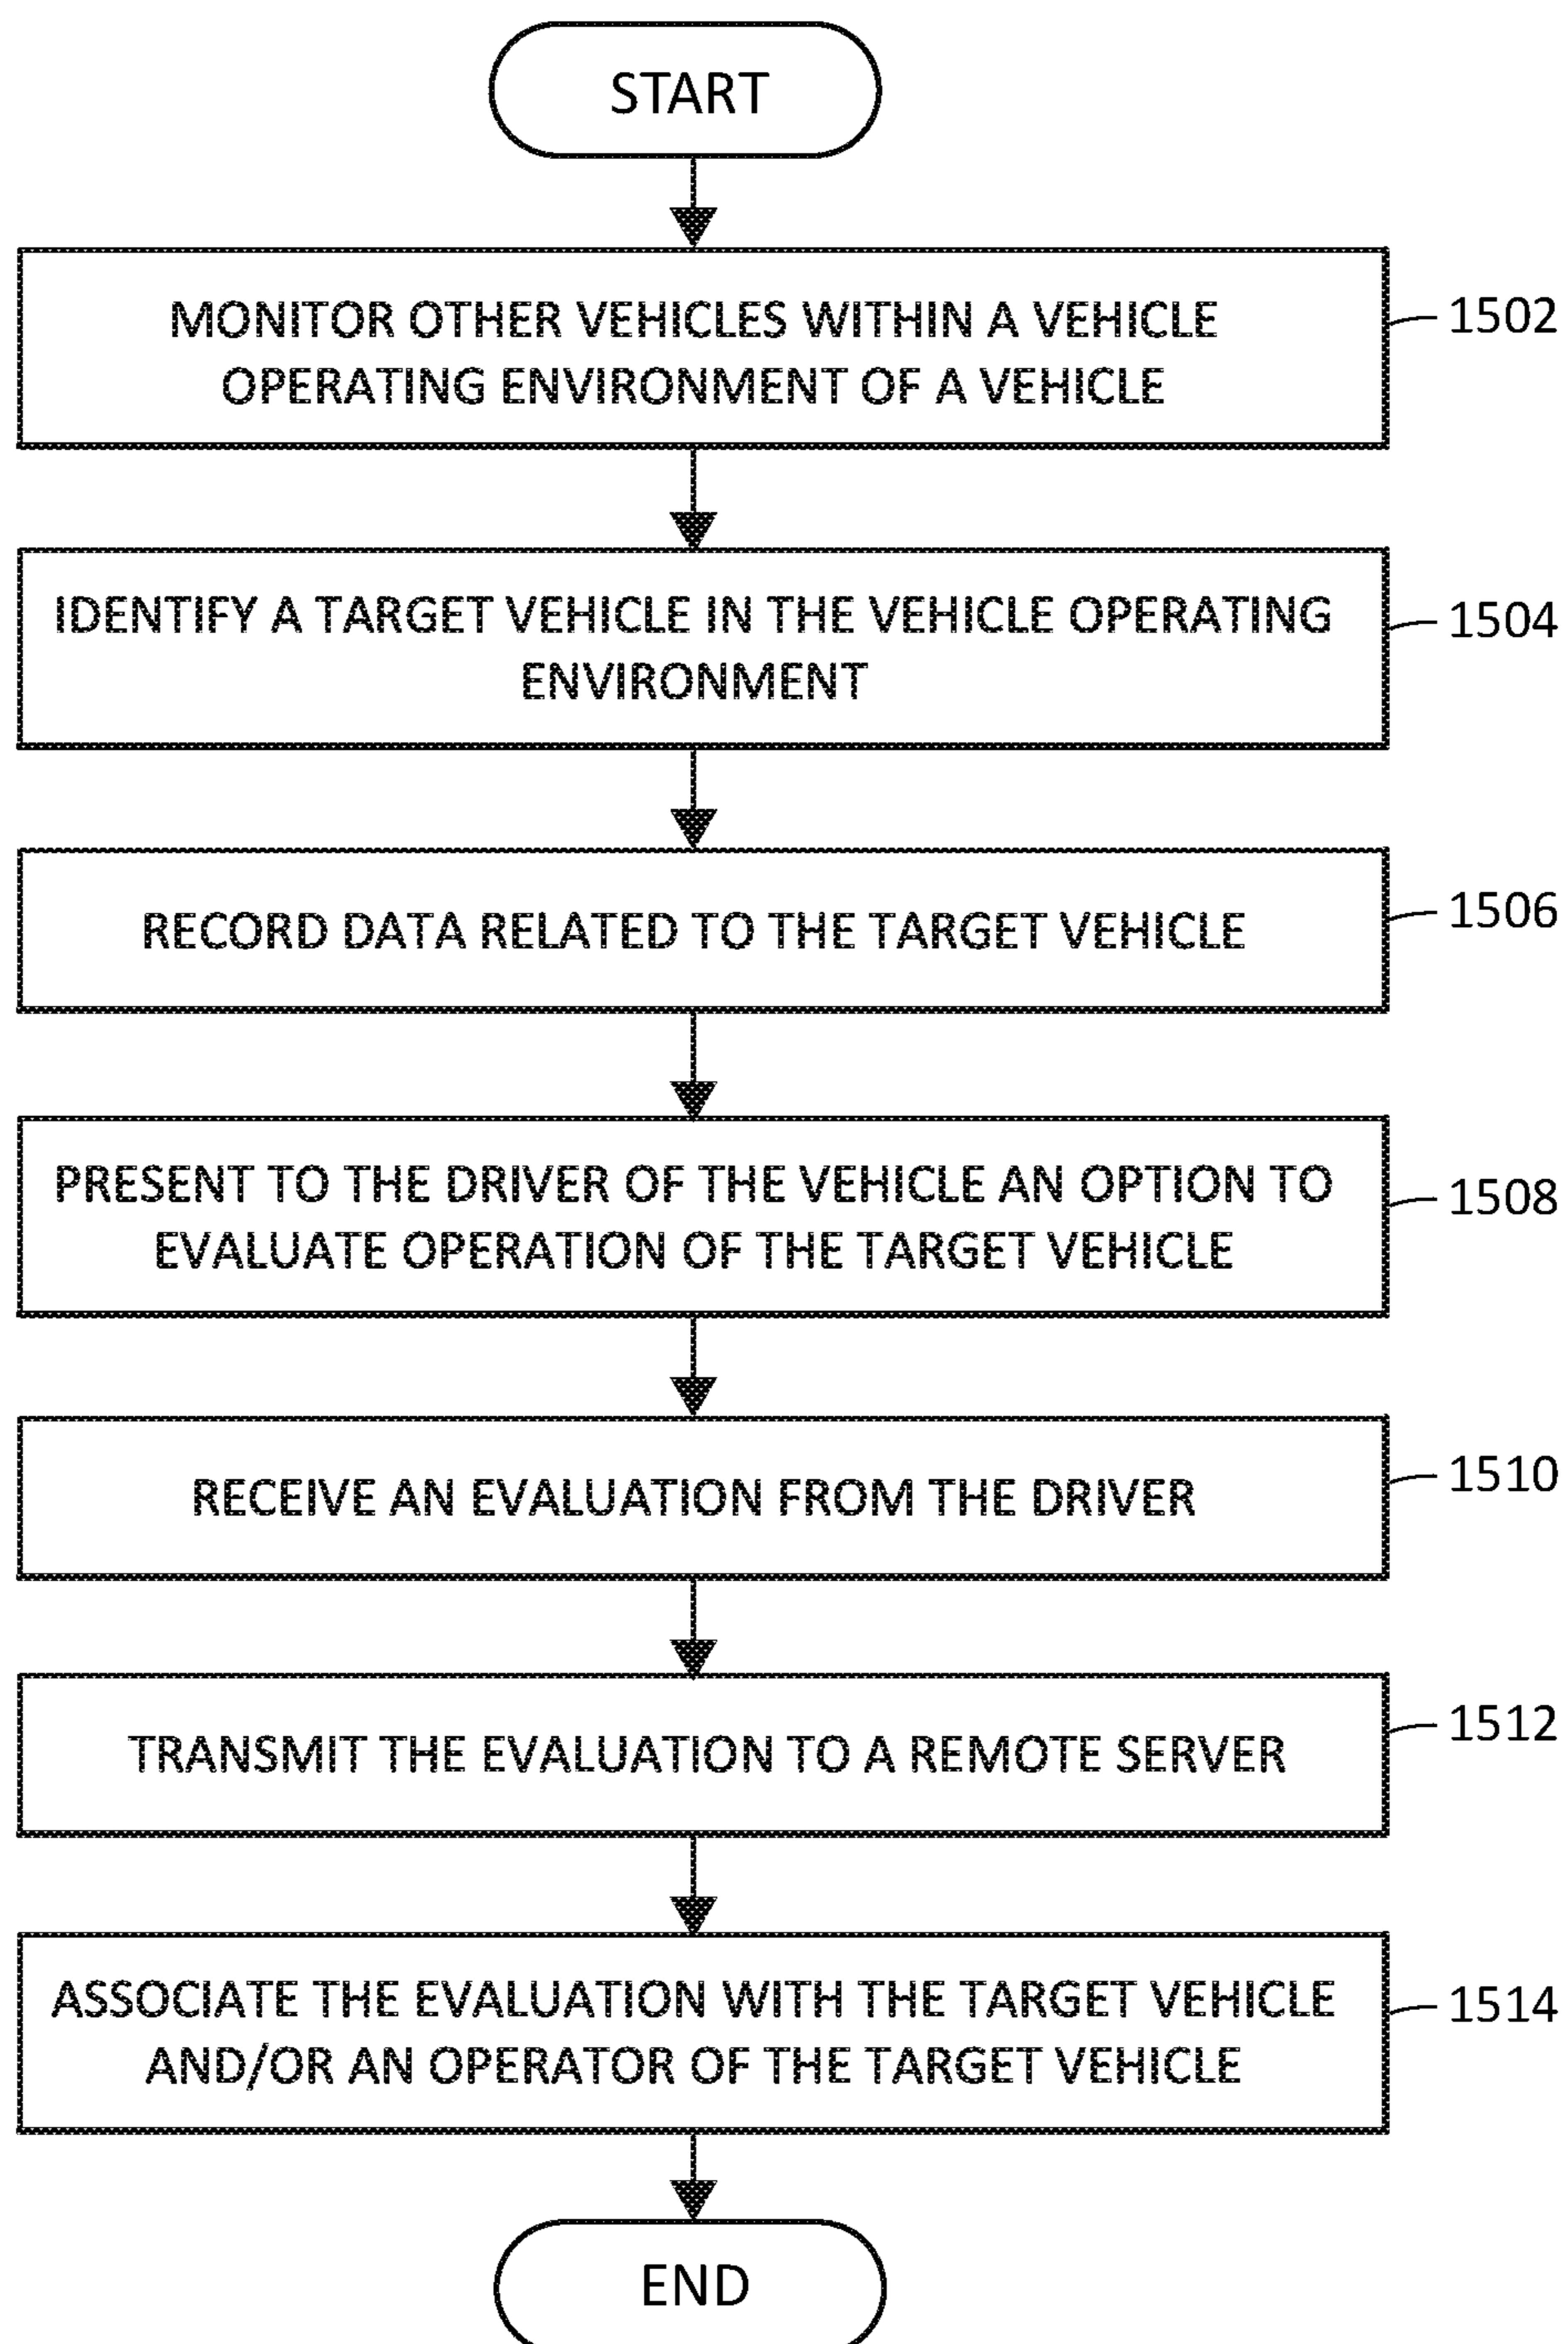 START
MONITOR OTHER VEHICLES WITHIN A VEHICLE
OPERATING ENVIRONMENT OF A VEHICLE
1502
IDENTIFY A TARGET VEHICLE IN THE VEHICLE OPERATING
ENVIRONMENT
1504
RECORD DATA RELATED TO THE TARGET VEHICLE
1506
PRESENT TO THE DRIVER OF THE VEHICLE AN OPTION TO
EVALUATE OPERATION OF THE TARGET VEHICLE
1508
RECEIVE AN EVALUATION FROM THE DRIVER
1510
TRANSMIT THE EVALUATION TO A REMOTE SERVER
1512
ASSOCIATE THE EVALUATION WITH THE TARGET VEHICLE
AND/OR AN OPERATOR OF THE TARGET VEHICLE
1514
END